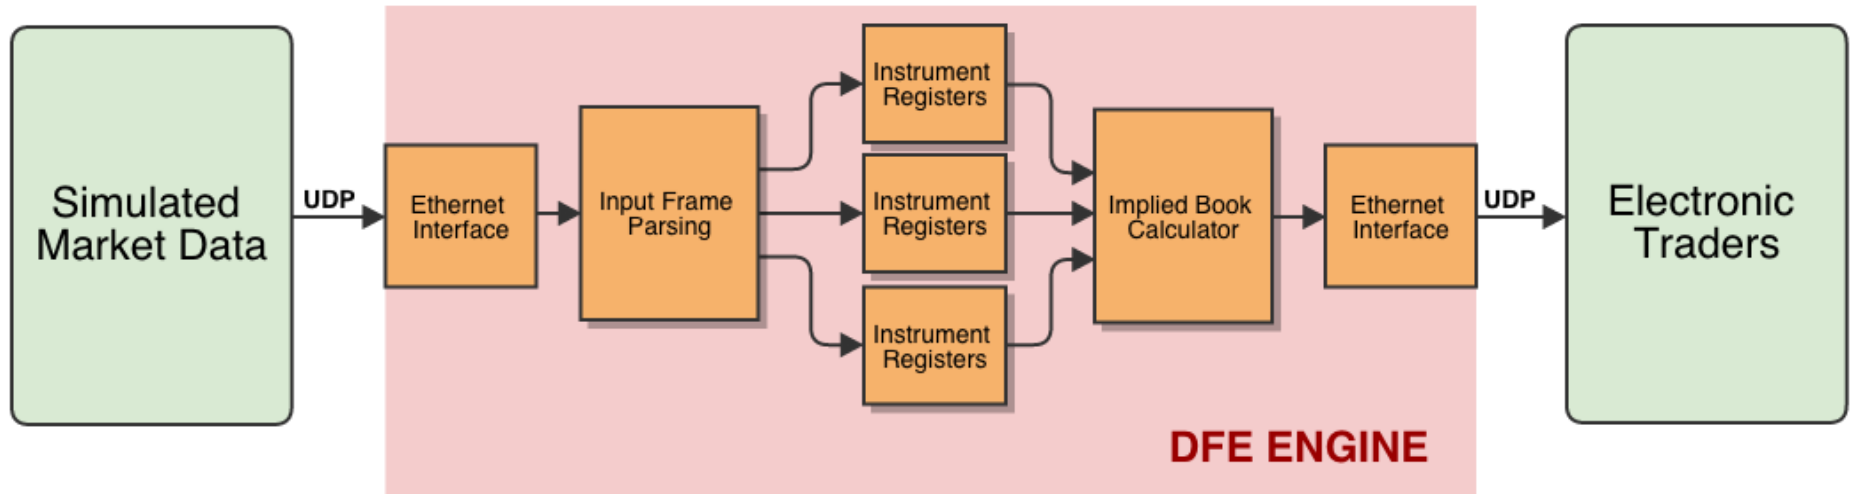 Simulated
Market Data
UDP
Ethernet
Interface
Input Frame
Parsing
Instrument
Registers
Instrument
Registers
Instrument
Registers
Implied Book
Calculator
Ethernet
Interface
UDP
Electronic
Traders
DFE ENGINE